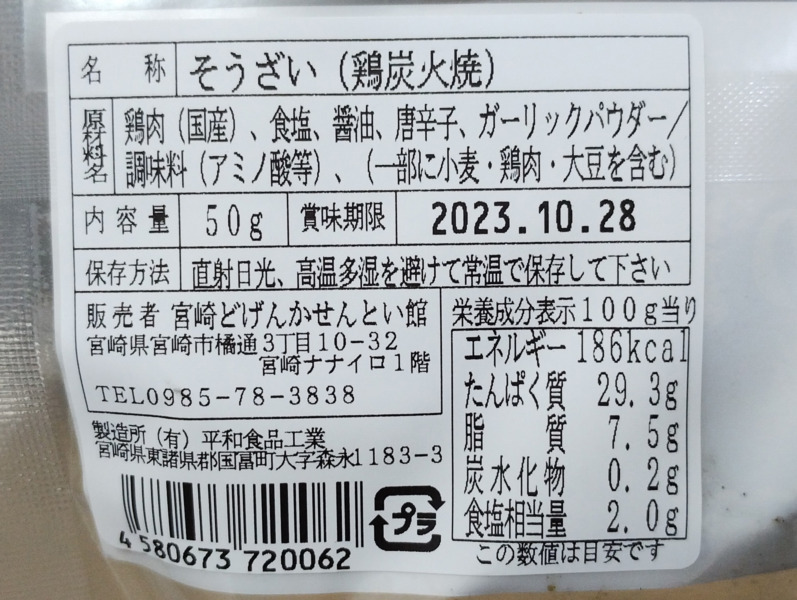 名称 そうざい（鶏炭火焼）
原材料名 鶏肉（国産）、食塩、醤油、唐辛子、ガーリックパウダー/
調味料（アミノ酸等）、（一部に小麦・鶏肉・大豆を含む）
内容量 50g 賞味期限 2023.10.28
保存方法 直射日光、高温多湿を避けて常温で保存して下さい
販売者 宮崎どげんかせんとい館
宮崎県宮崎市橘通3丁目10-32
宮崎ナナイロ1階
TEL0985-78-3838
製造所（有）平和食品工業
宮崎県東諸県郡国富町大字森永1183-3
4 580673 720062
プラ
栄養成分表示100g当り
エネルギー 186kcal
たんぱく質 29.3g
脂質 7.5g
炭水化物 0.2g
食塩相当量 2.0g
この数値は目安です